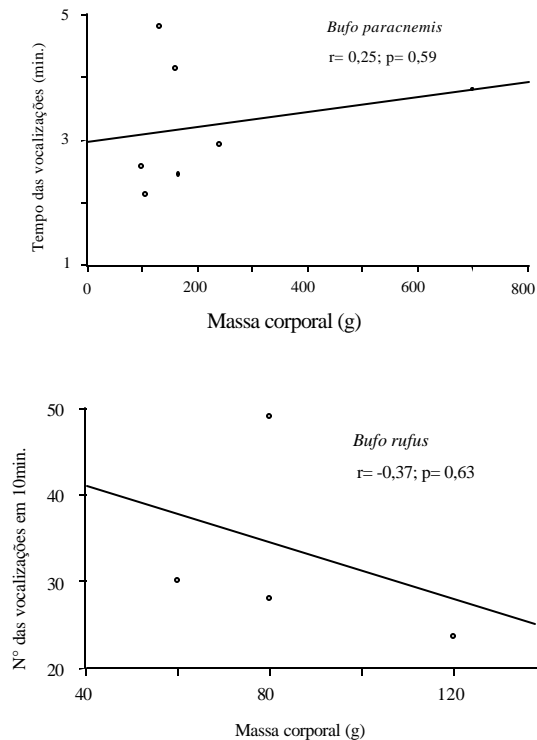 5
Bufo paracnemis
r= 0,25; p= 0,59
Tempo das vocalizações (min.)
3
1
0 200 400 600 800
Massa corporal (g)
50
Bufo rufus
r= -0,37; p= 0,63
N° das vocalizações em 10min.
40
30
20
40 80 120
Massa corporal (g)